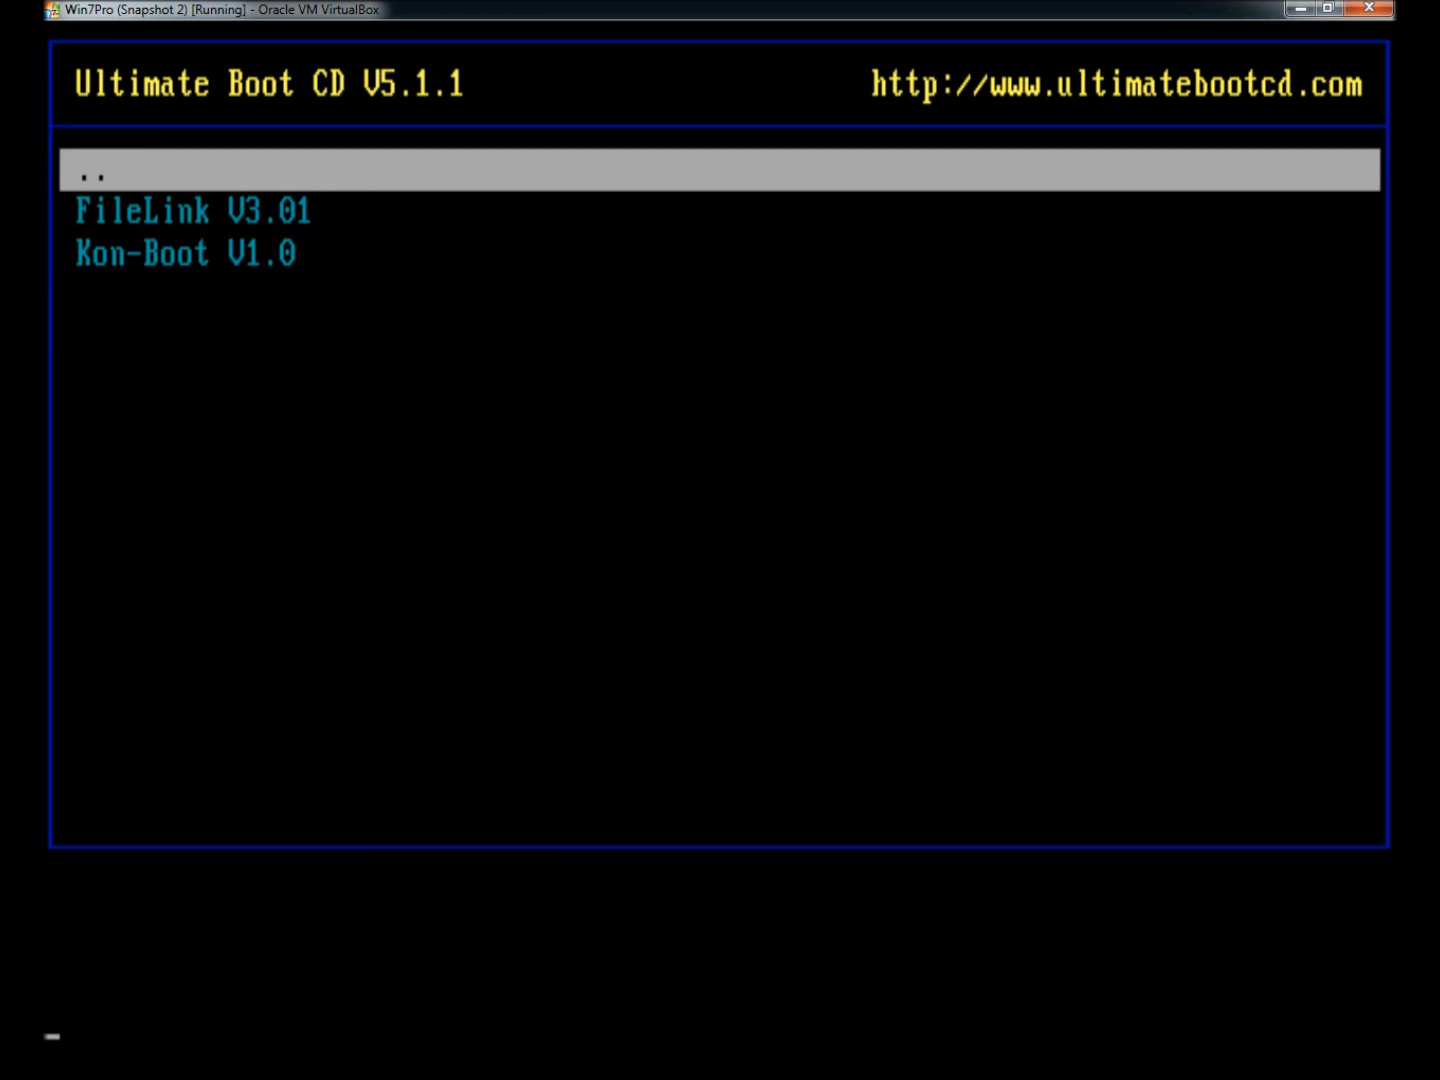 Win7Pro (Snapshot 2) [Running] - Oracle VM VirtualBox
Ultimate Boot CD V5.1.1 http://www.ultimatebootcd.com
..
FileLink V3.01
Kon-Boot V1.0